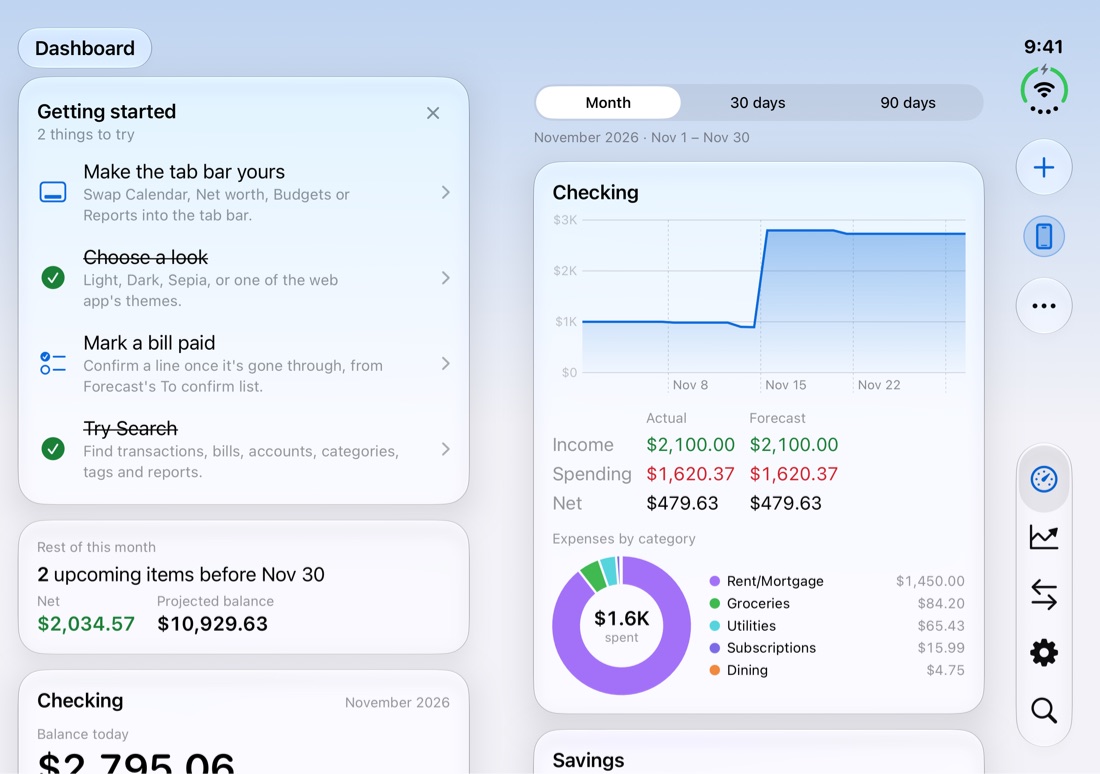 Dashboard
Getting started
2 things to try
Make the tab bar yours
Swap Calendar, Net worth, Budgets or
Reports into the tab bar.
Choose a look
Light, Dark, Sepia, or one of the web
app's themes.
Mark a bill paid
Confirm a line once it's gone through, from
Forecast's To confirm list.
Try Search
Find transactions, bills, accounts, categories,
tags and reports.
Rest of this month
2 upcoming items before Nov 30
Net Projected balance
$2,034.57 $10,929.63
Checking November 2026
Balance today
$2,795.06
Month 30 days 90 days
November 2026 · Nov 1 – Nov 30
Checking
$3K
$2K
$1K
$0
Nov 8 Nov 15 Nov 22
Actual Forecast
Income $2,100.00 $2,100.00
Spending $1,620.37 $1,620.37
Net $479.63 $479.63
Expenses by category
$1.6K
spent
Rent/Mortgage $1,450.00
Groceries $84.20
Utilities $65.43
Subscriptions $15.99
Dining $4.75
Savings
9:41